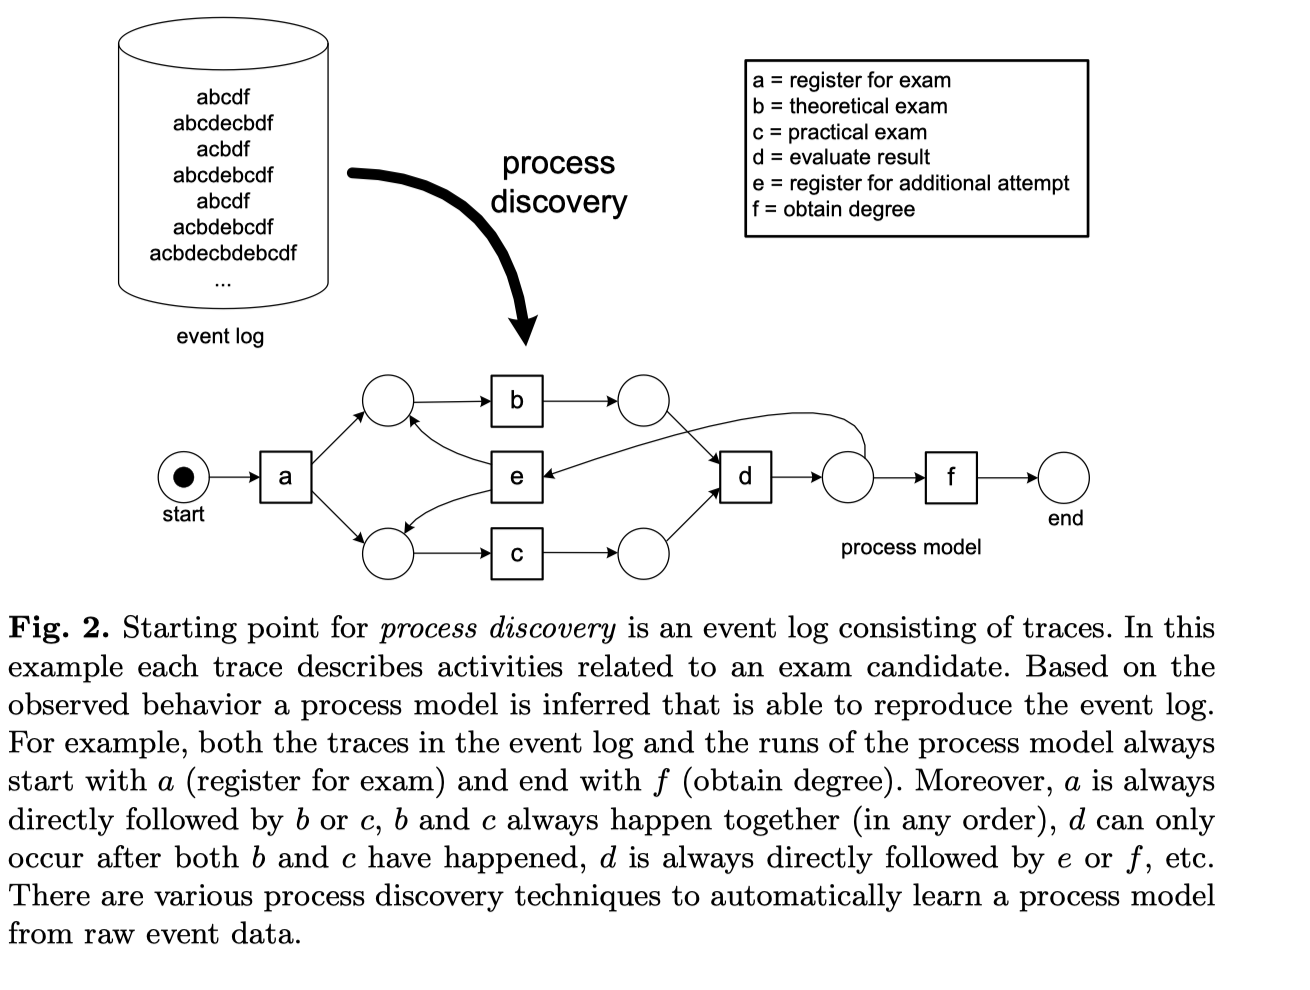 abcdf
abcdecbdf
acbdf
abcdebcdf
abcdf
acbdebcdf
acbdecbdebcdf
...
event log
process
discovery
a = register for exam
b = theoretical exam
c = practical exam
d = evaluate result
e = register for additional attempt
f = obtain degree
b
a
e
d
f
c
start
end
process model
Fig. 2. Starting point for process discovery is an event log consisting of traces. In this
example each trace describes activities related to an exam candidate. Based on the
observed behavior a process model is inferred that is able to reproduce the event log.
For example, both the traces in the event log and the runs of the process model always
start with a (register for exam) and end with f (obtain degree). Moreover, a is always
directly followed by b or c, b and c always happen together (in any order), d can only
occur after both b and c have happened, d is always directly followed by e or f, etc.
There are various process discovery techniques to automatically learn a process model
from raw event data.